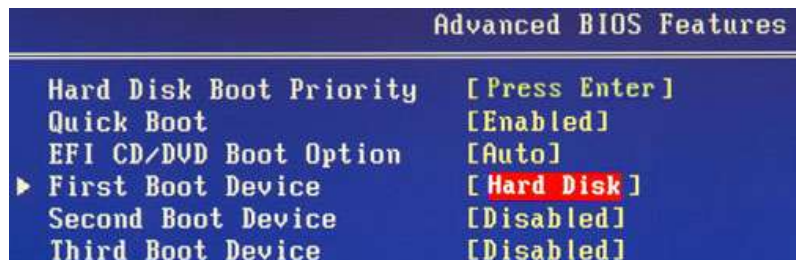 Advanced BIOS Features
Hard Disk Boot Priority [Press Enter]
Quick Boot [Enabled]
EFI CD/DVD Boot Option [Auto]
First Boot Device [Hard Disk]
Second Boot Device [Disabled]
Third Boot Device [Disabled]